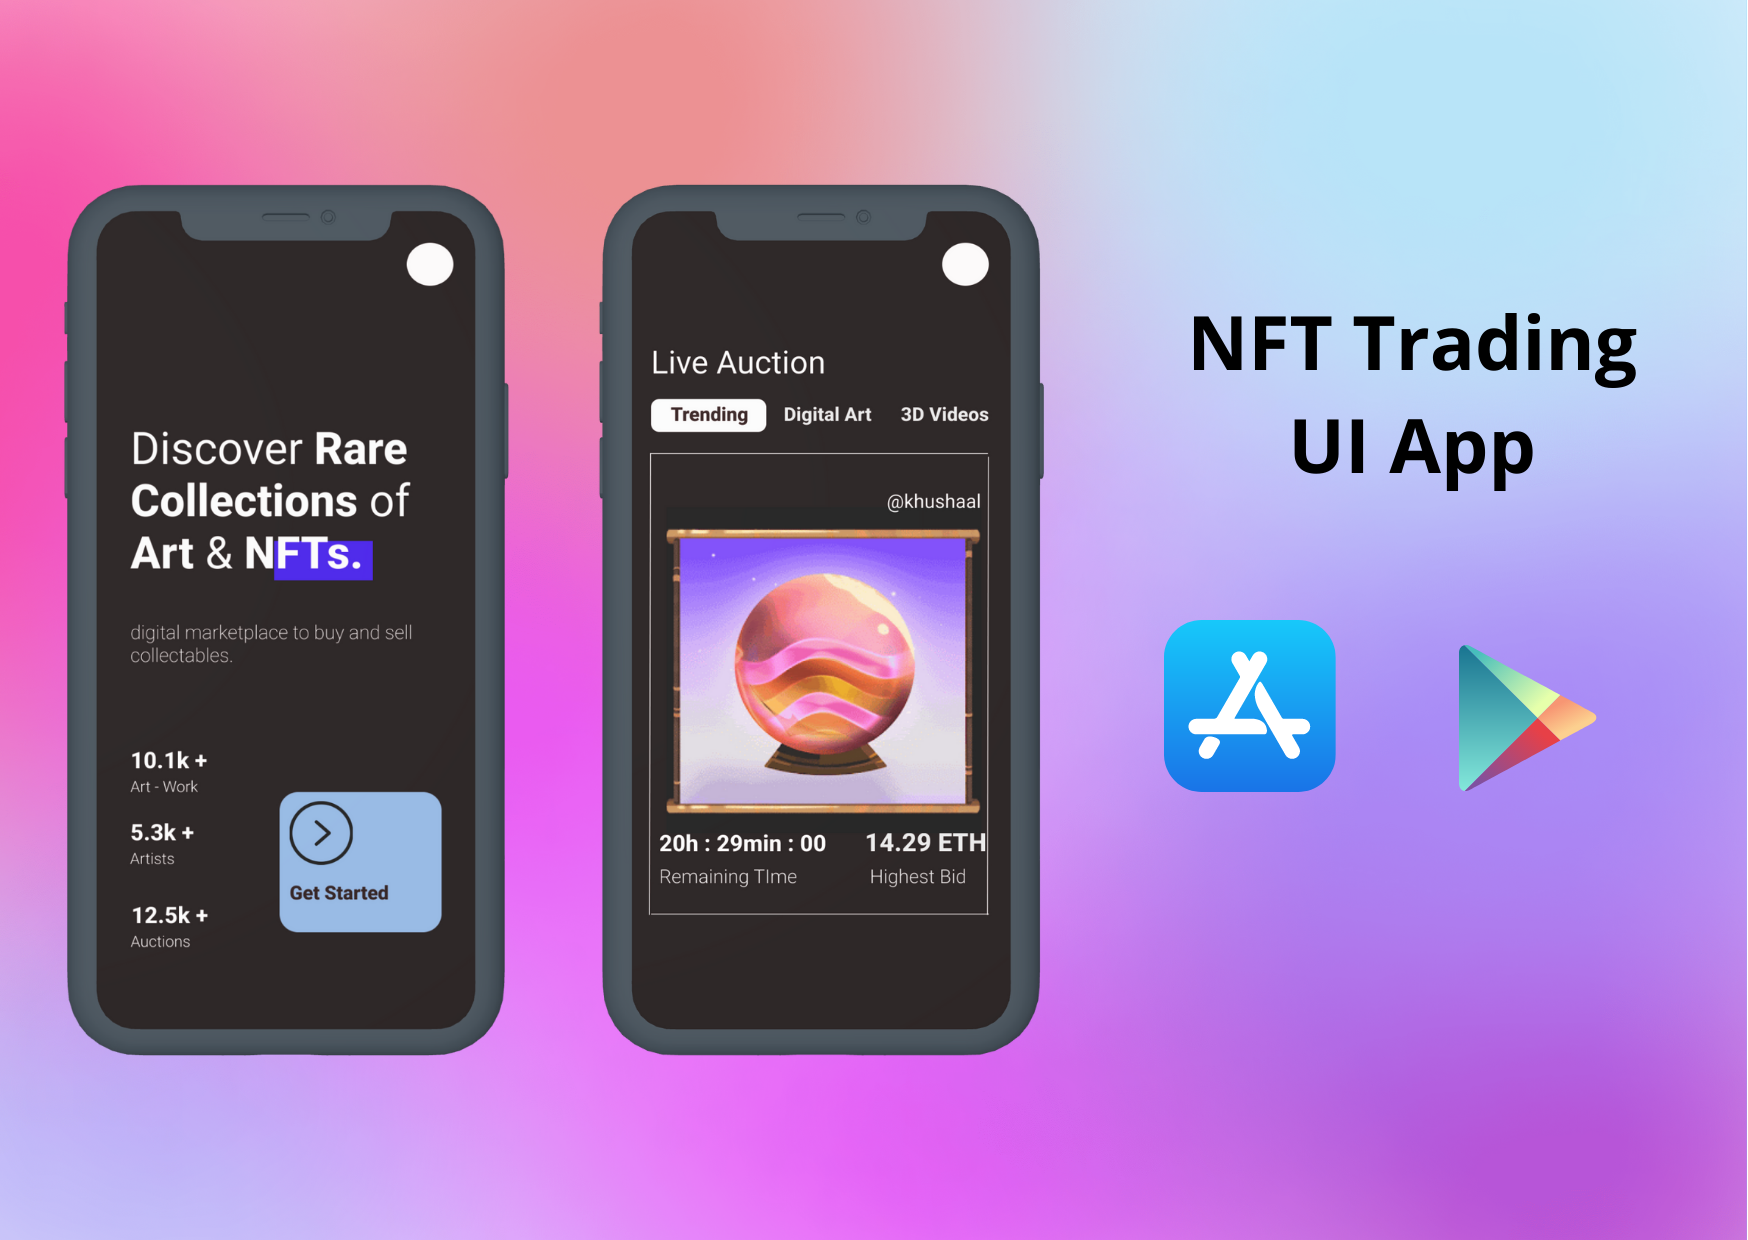 Discover Rare
Collections of
Art & NFTs.
digital marketplace to buy and sell
collectables.
10.1k +
Art - Work
5.3k +
Artists
12.5k +
Auctions
Get Started
Live Auction
Trending Digital Art 3D Videos
@khushaal
20h : 29min : 00 14.29 ETH
Remaining TIme Highest Bid
NFT Trading
UI App